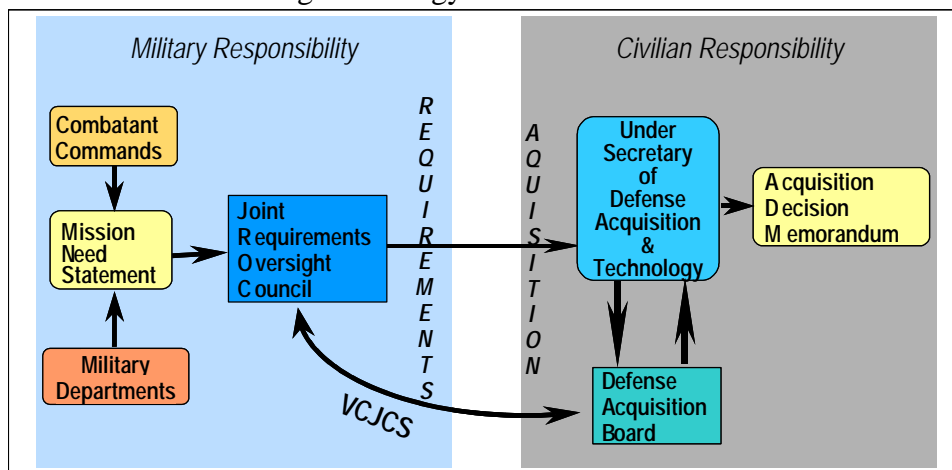 Military Responsibility
Civilian Responsibility
Combatant
Commands
Mission
Need
Statement
Military
Departments
Joint
Requirements
Oversight
Council
REQUIREMENTS
AQUISITION
VCJCS
Under
Secretary
of
Defense
Acquisition
&
Technology
Acquisition
Decision
Memorandum
Defense
Acquisition
Board